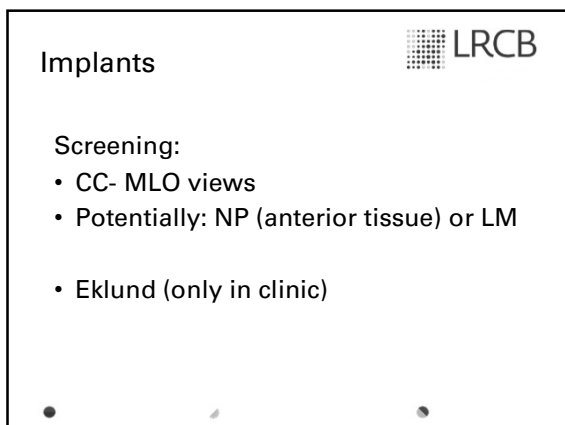 LRCB
Implants
Screening:
• CC- MLO views
• Potentially: NP (anterior tissue) or LM
• Eklund (only in clinic)